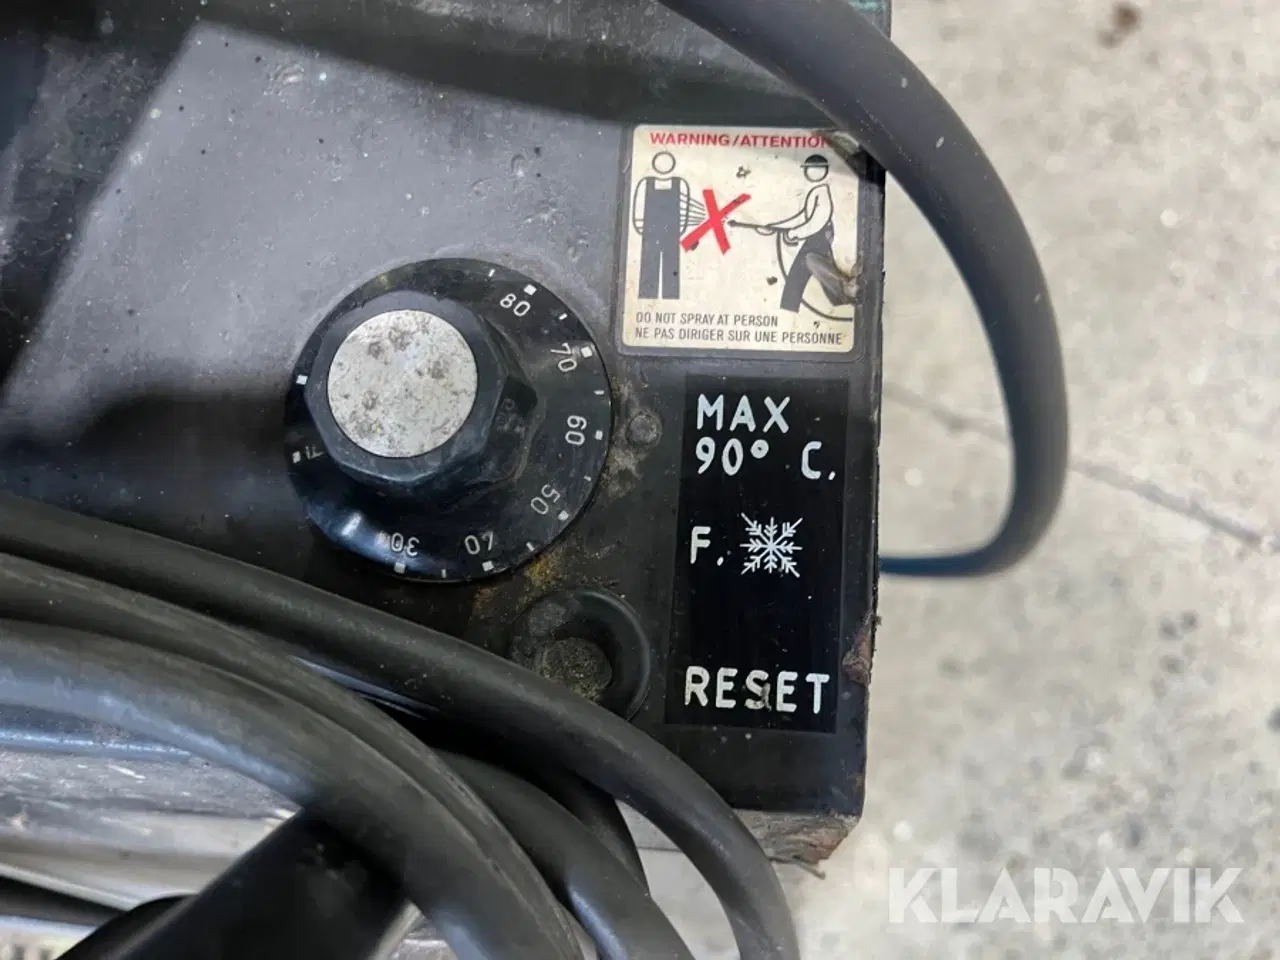 WARNING/ATTENTION
DO NOT SPRAY AT PERSON
NE PAS DIRIGER SUR UNE PERSONNE
80
70
60
50
40
30
MAX
90° C.
F.
RESET
KLARAVIK